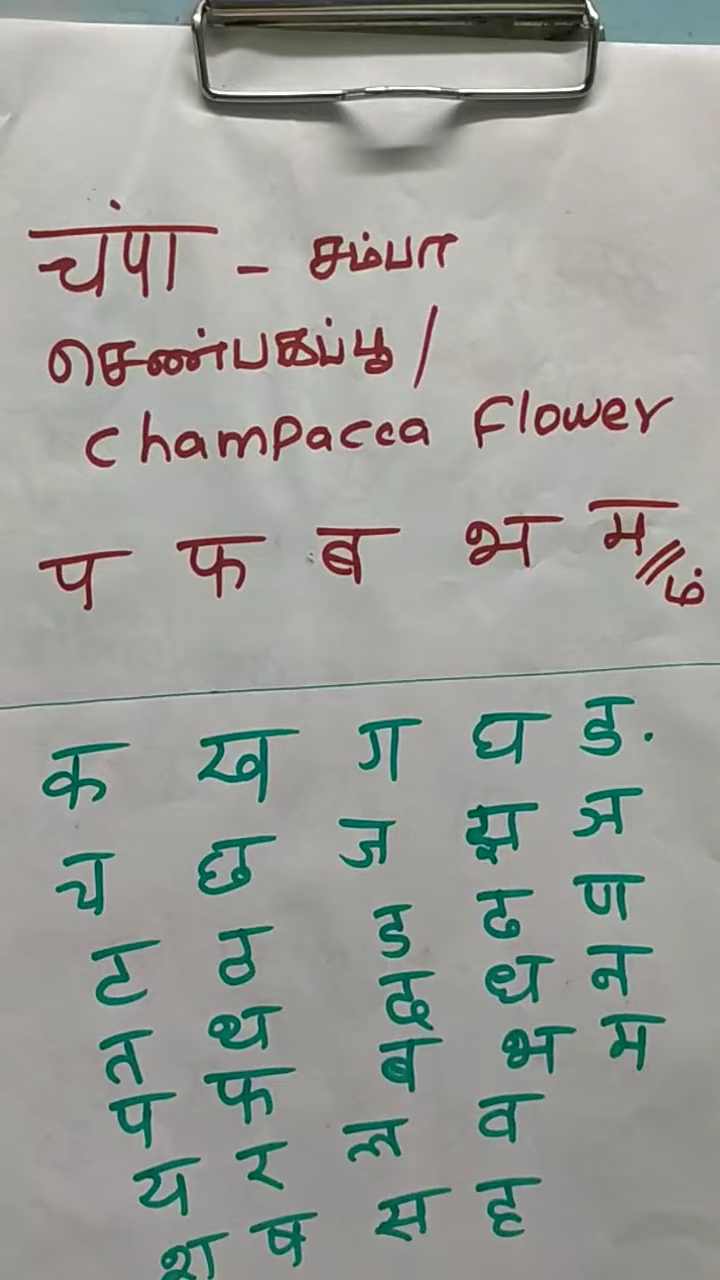 चंपा - சம்பா
செண்பகப்பூ /
Champacca Flower
प फ ब भ म // ம்
क ख ग घ ङ
च छ ज झ ञ
ट ठ ड ढ ण
त थ द ध न
प फ ब भ म
य र ल व
श ष स ह